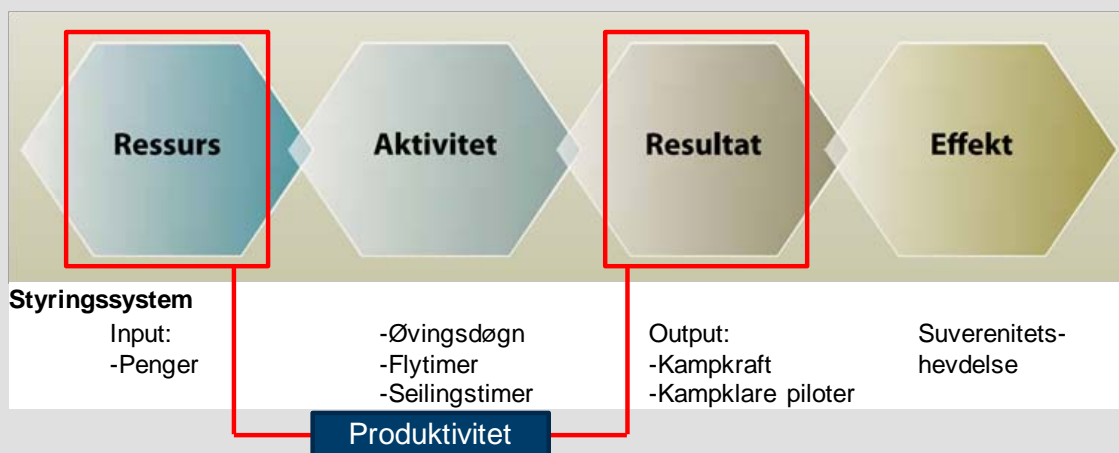 Ressurs
Aktivitet
Resultat
Effekt
Styringssystem
Input:
-Penger
-Øvingsdøgn
-Flytimer
-Seilingstimer
Output:
-Kampkraft
-Kampklare piloter
Suverenitets-
hevdelse
Produktivitet